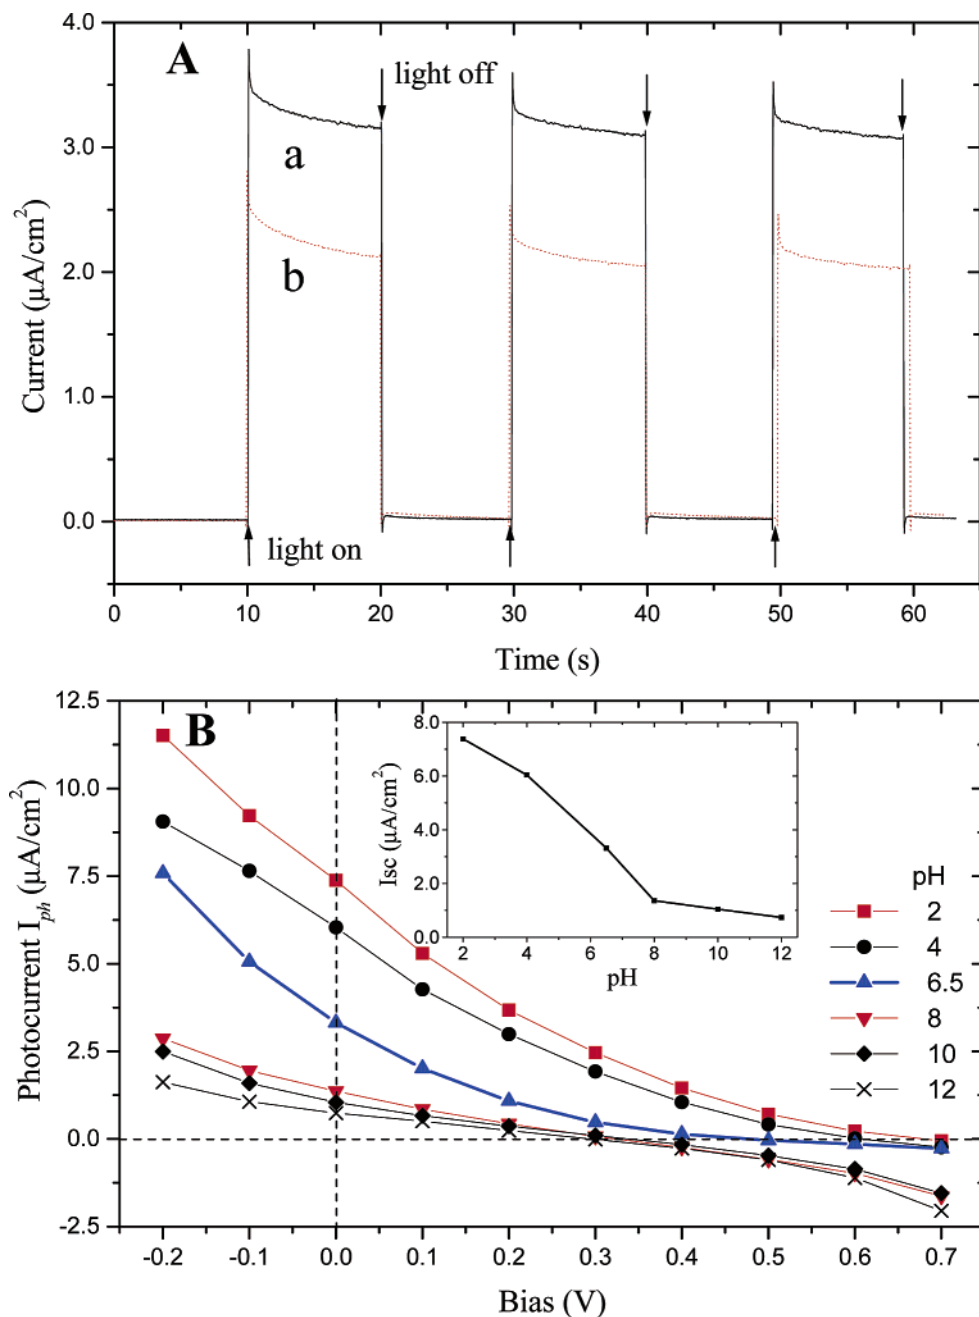 A
light off
a
b
light on
4.0
3.0
2.0
1.0
0.0
Current (μA/cm²)
0 10 20 30 40 50 60
Time (s)
B
12.5
10.0
7.5
5.0
2.5
0.0
-2.5
Photocurrent I_ph (μA/cm²)
8.0
6.0
4.0
2.0
0.0
Isc (μA/cm²)
2 4 6 8 10 12
pH
pH
2
4
6.5
8
10
12
-0.2 -0.1 0.0 0.1 0.2 0.3 0.4 0.5 0.6 0.7
Bias (V)